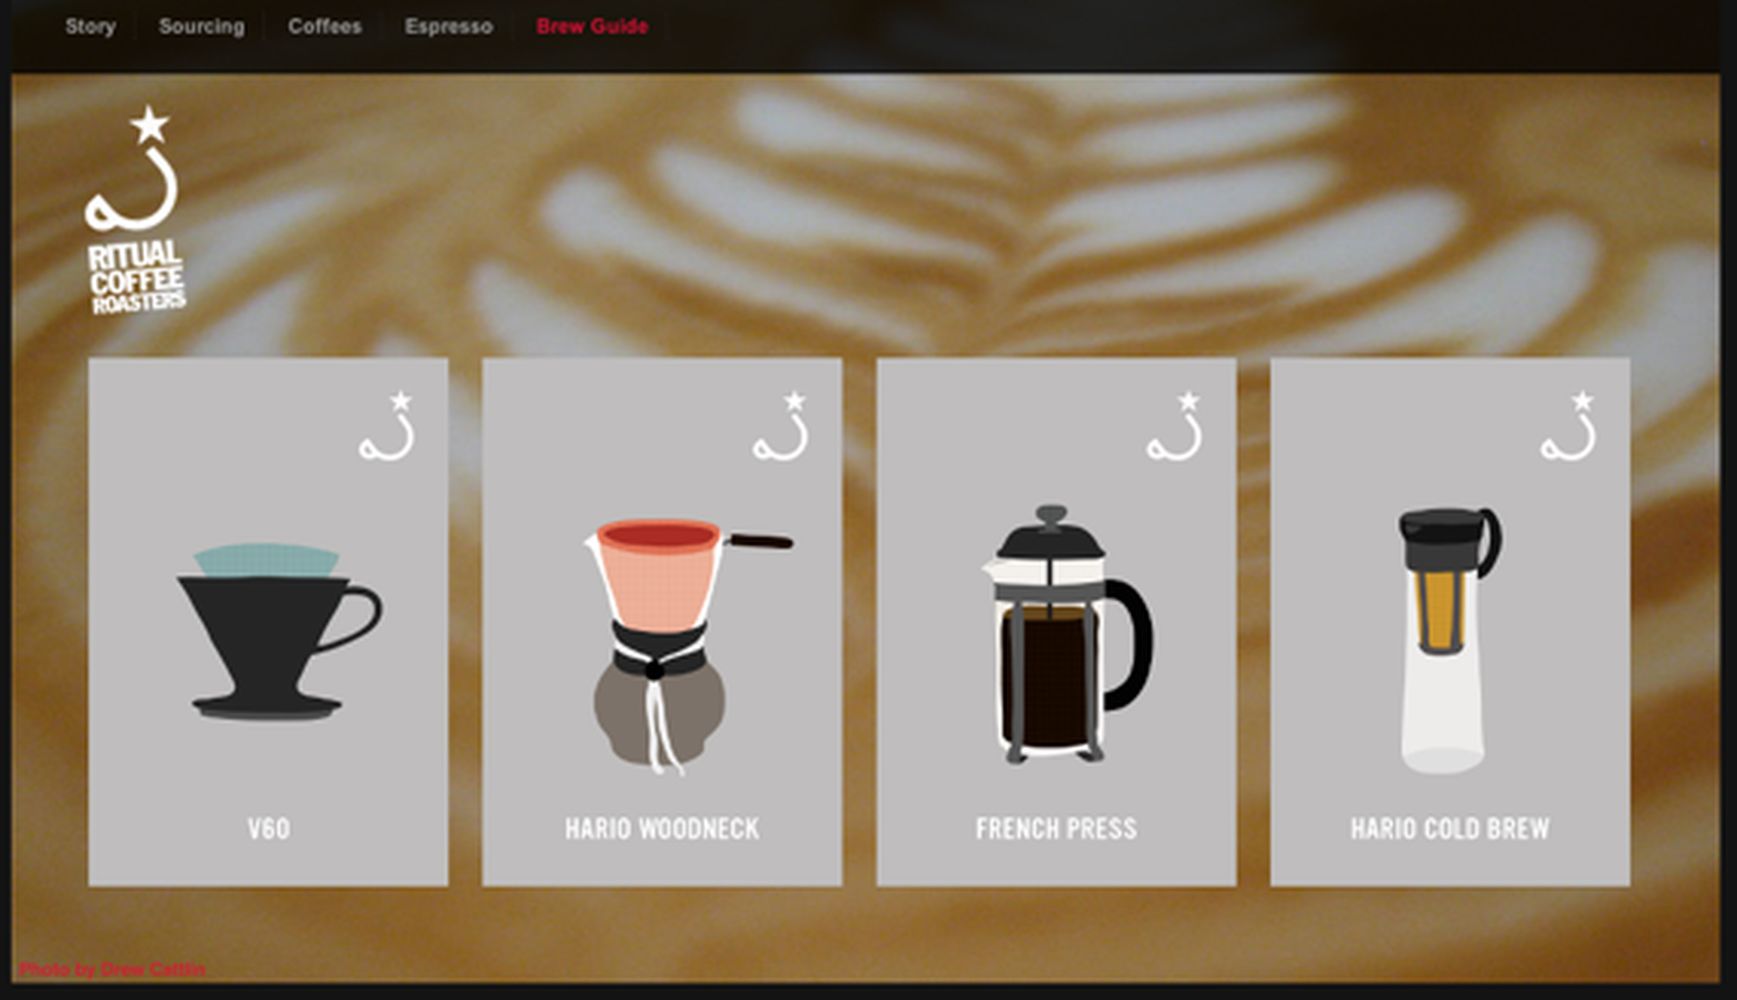 Story
Sourcing
Coffees
Espresso
Brew Guide
RITUAL
COFFEE
ROASTERS
V60
HARIO WOODNECK
FRENCH PRESS
HARIO COLD BREW
Photo by Drew Cattlin